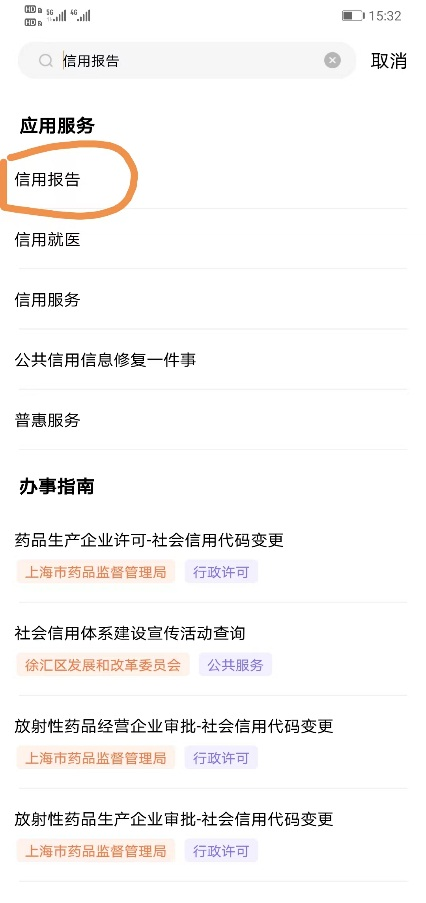 HD HD 5G 4G 15:32
信用报告 取消
应用服务
信用报告
信用就医
信用服务
公共信用信息修复一件事
普惠服务
办事指南
药品生产企业许可-社会信用代码变更
上海市药品监督管理局 行政许可
社会信用体系建设宣传活动查询
徐汇区发展和改革委员会 公共服务
放射性药品经营企业审批-社会信用代码变更
上海市药品监督管理局 行政许可
放射性药品生产企业审批-社会信用代码变更
上海市药品监督管理局 行政许可